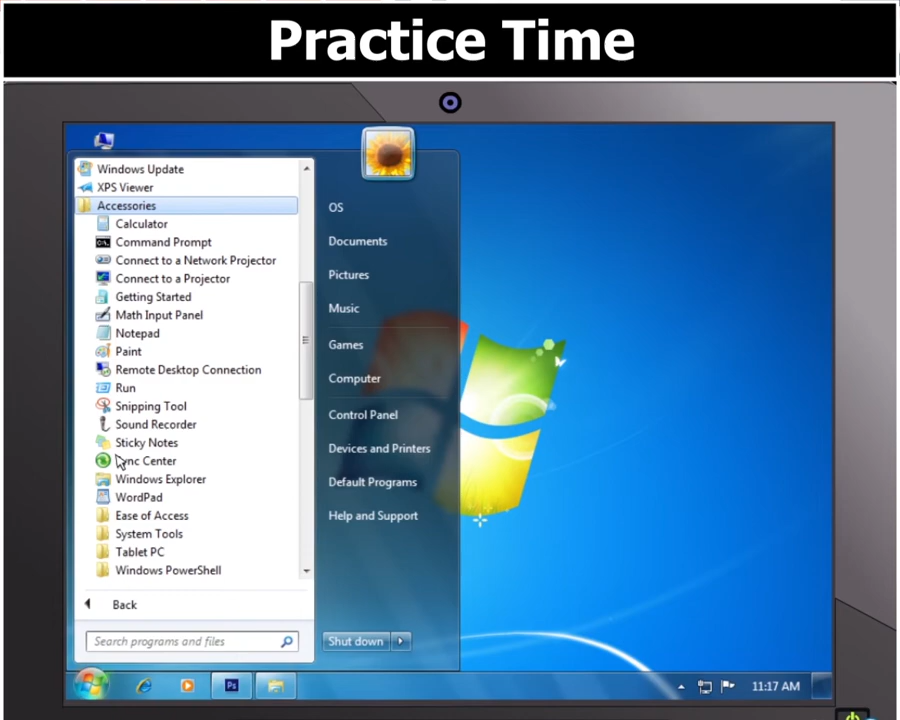 Practice Time
Windows Update
XPS Viewer
Accessories
Calculator
Command Prompt
Connect to a Network Projector
Connect to a Projector
Getting Started
Math Input Panel
Notepad
Paint
Remote Desktop Connection
Run
Snipping Tool
Sound Recorder
Sticky Notes
Center
Windows Explorer
WordPad
Ease of Access
System Tools
Tablet PC
Windows PowerShell
Back
Search programs and files
OS
Documents
Pictures
Music
Games
Computer
Control Panel
Devices and Printers
Default Programs
Help and Support
Shut down
Ps
11:17 AM